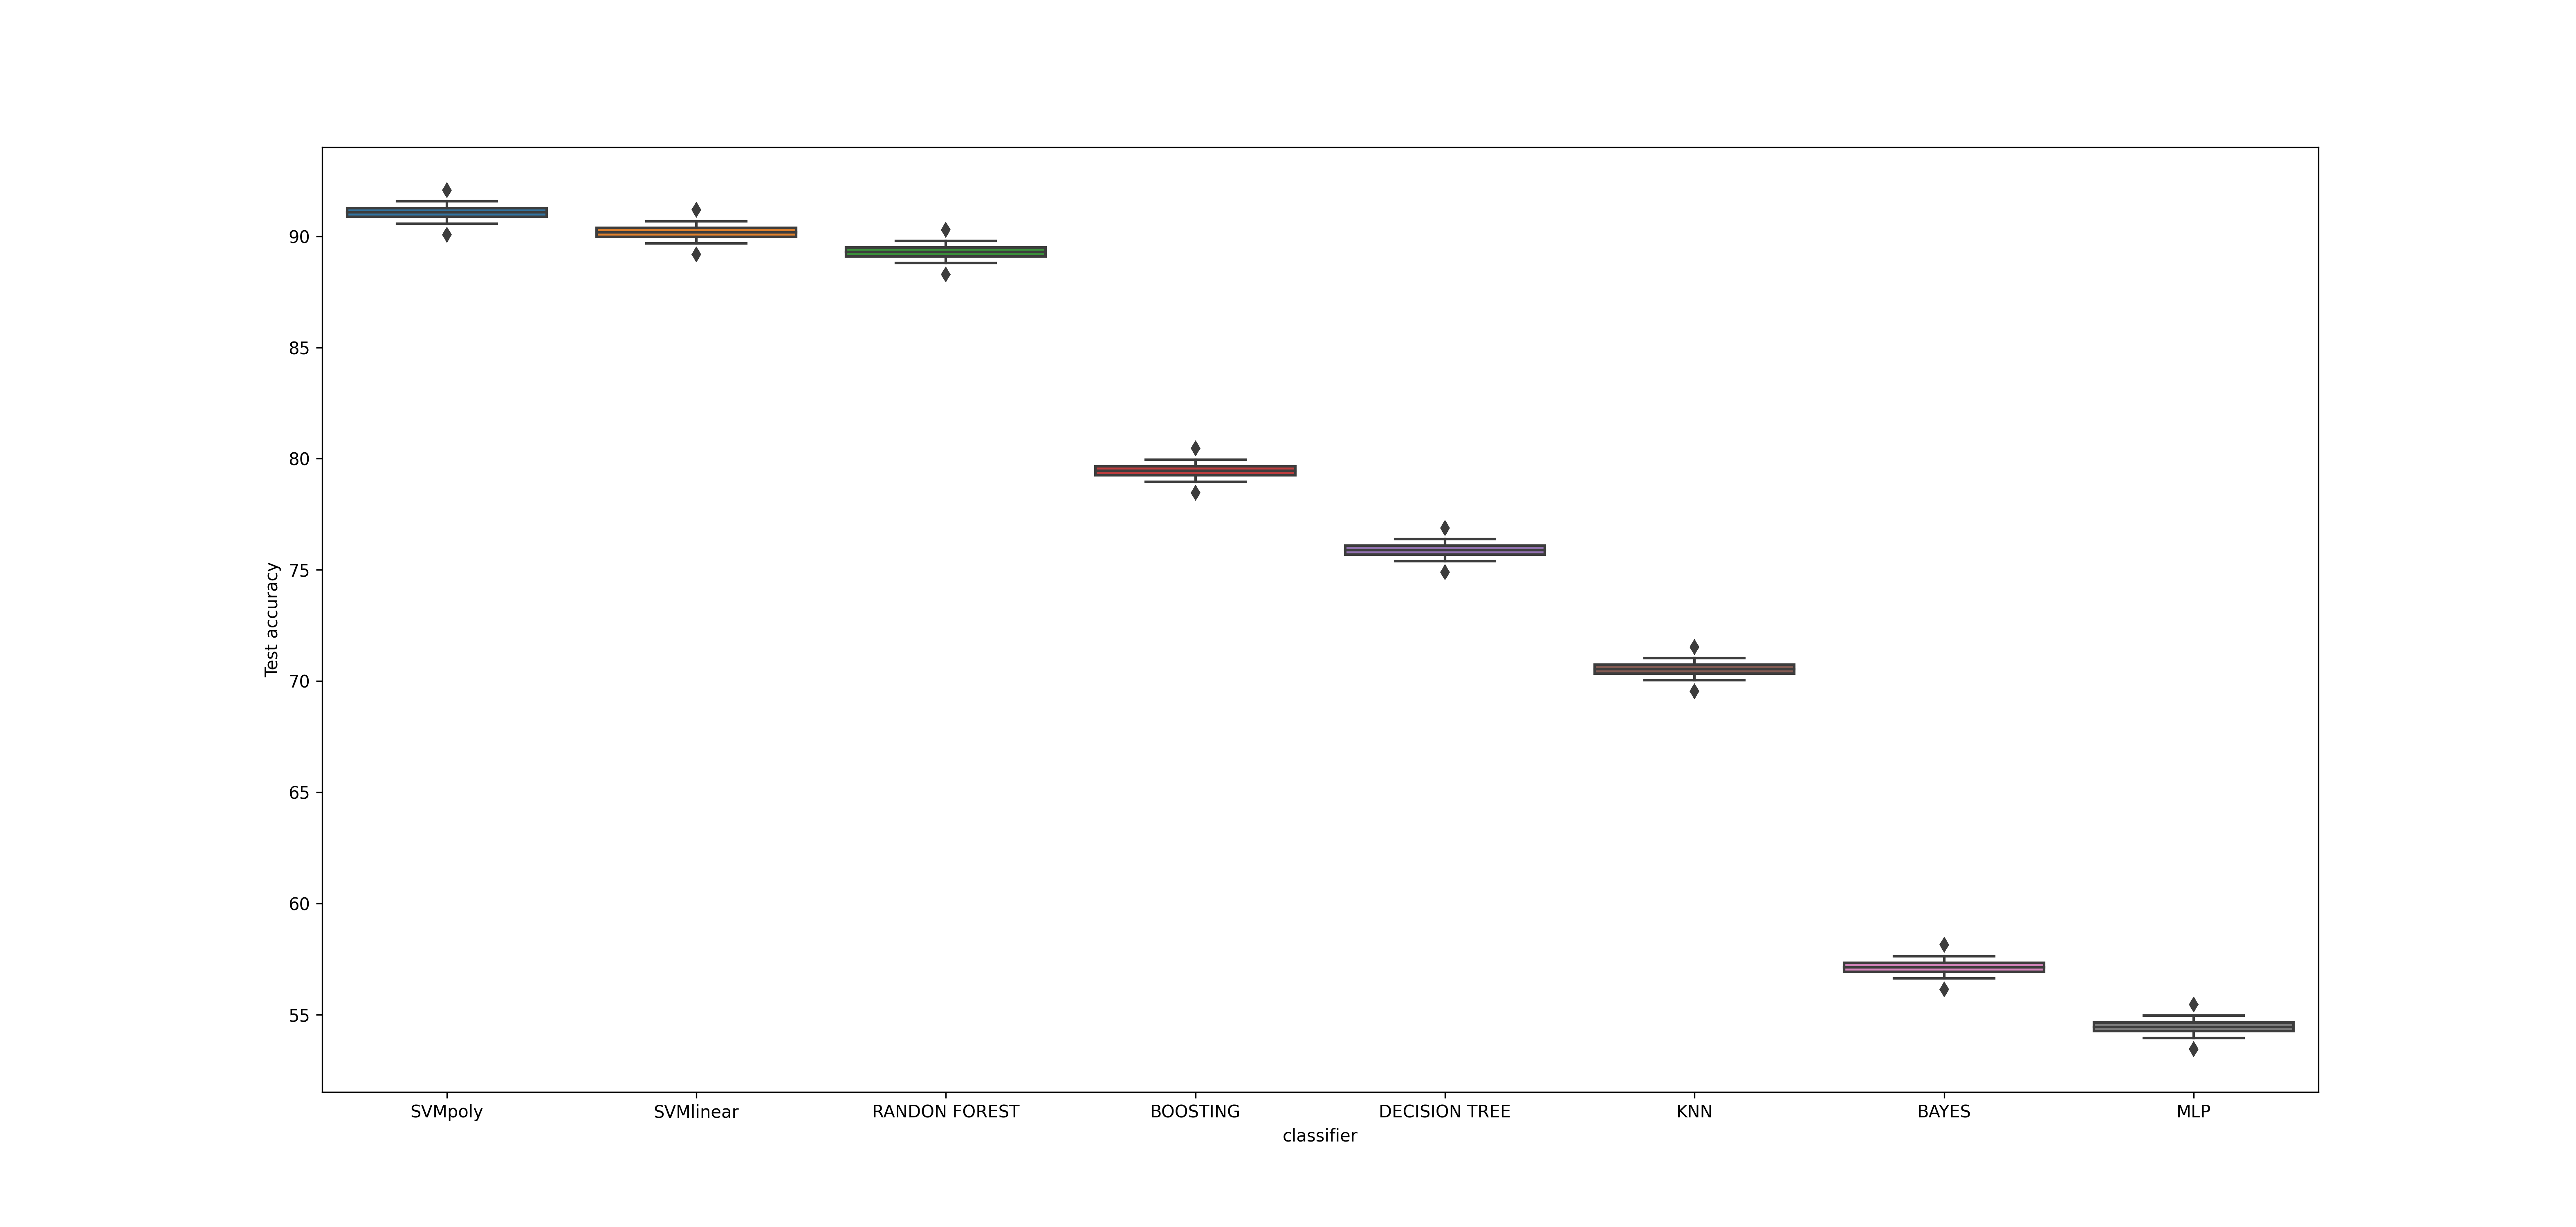 90
85
80
75
70
65
60
55
Test accuracy
SVMpoly SVMlinear RANDON FOREST BOOSTING DECISION TREE KNN BAYES MLP
classifier